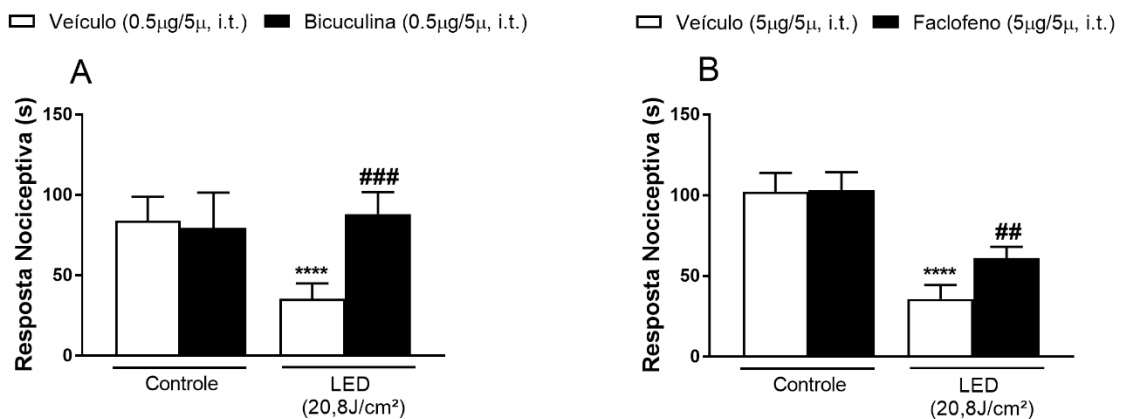 Veículo (0.5µg/5µ, i.t.) Bicuculina (0.5µg/5µ, i.t.)
A
Resposta Nociceptiva (s)
150
100
50
0
****
###
Controle
LED
(20,8J/cm²)
Veículo (5µg/5µ, i.t.) Faclofeno (5µg/5µ, i.t.)
B
Resposta Nociceptiva (s)
150
100
50
0
****
##
Controle
LED
(20,8J/cm²)